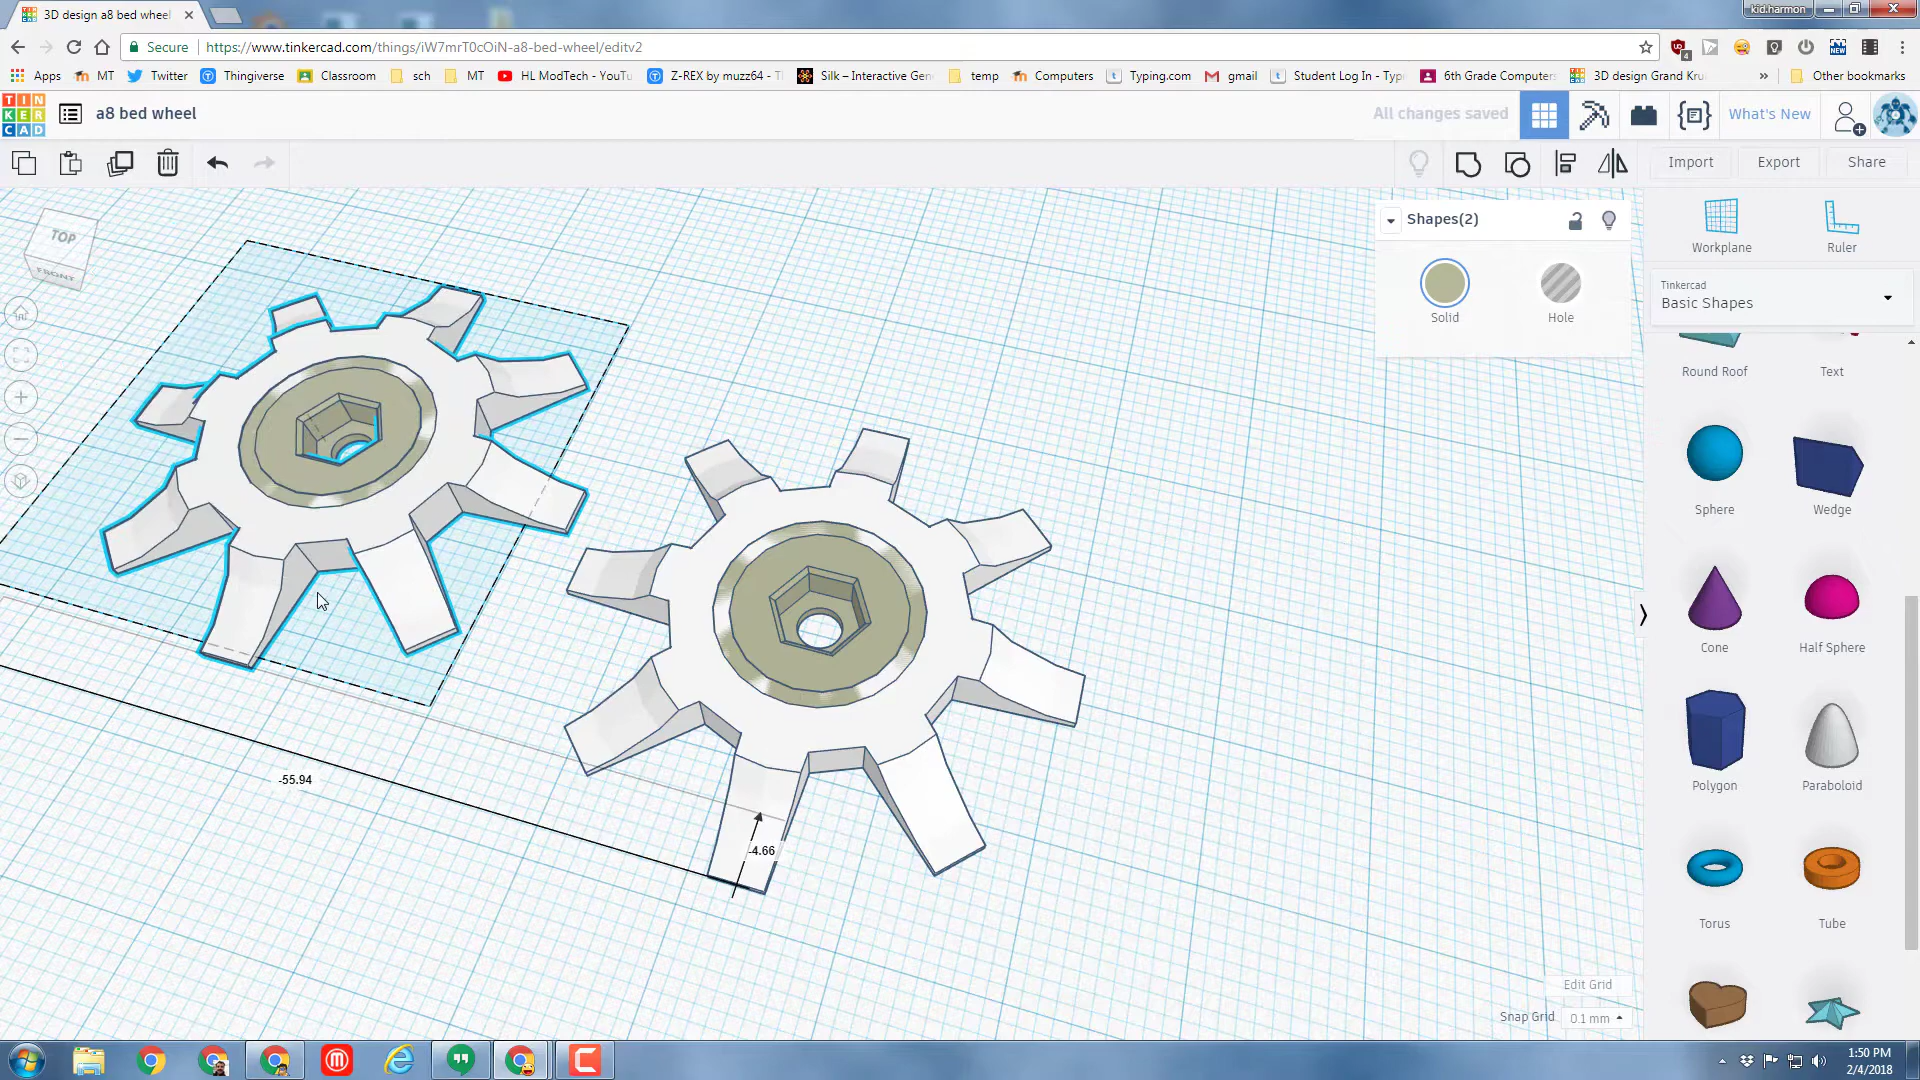 3D design a8 bed wheel
kid.harmon
Secure
https://www.tinkercad.com/things/iW7mrT0cOiN-a8-bed-wheel/editv2
4
NEW
Apps
MT
Twitter
Thingiverse
Classroom
sch
MT
HL ModTech - YouTu
Z-REX by muzz64 - T
Silk – Interactive Gen
temp
Computers
Typing.com
gmail
Student Log In - Typi
6th Grade Computers
3D design Grand Kru
»
Other bookmarks
TIN
KER
CAD
a8 bed wheel
All changes saved
What's New
Import
Export
Share
TOP
FRONT
Shapes(2)
Solid
Hole
Workplane
Ruler
Tinkercad
Basic Shapes
Round Roof
Text
Sphere
Wedge
Cone
Half Sphere
Polygon
Paraboloid
Torus
Tube
-55.94
-4.66
Edit Grid
Snap Grid
0.1 mm
1:50 PM
2/4/2018